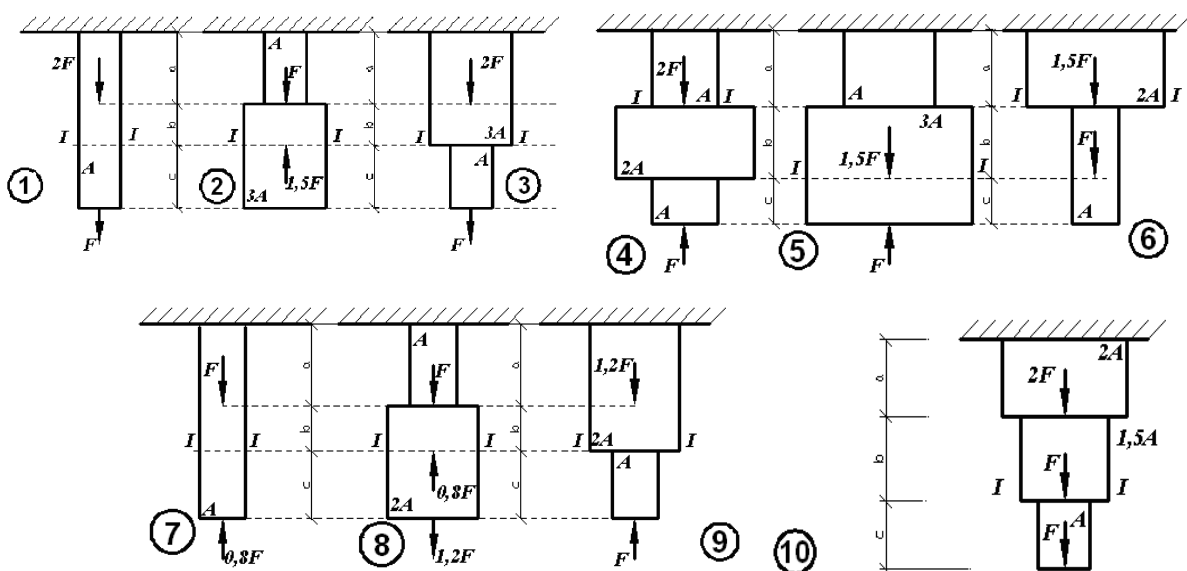 2F
a
A
F
a
2F
I I b I I b I 3A I
A c 1,5F c A
1 2 3A 3
F F
2F a a 1,5F
I A I A 3A I 2A I
2A b I 1,5F I b F
A c c A
4 5 6
F F
F a A F a 1,2F
I I b I I b I 2A I
A c 0,8F c A
7 A 8 2A 9
0,8F 1,2F F
a 2F 2A
b F 1,5A
I I
c F A
10